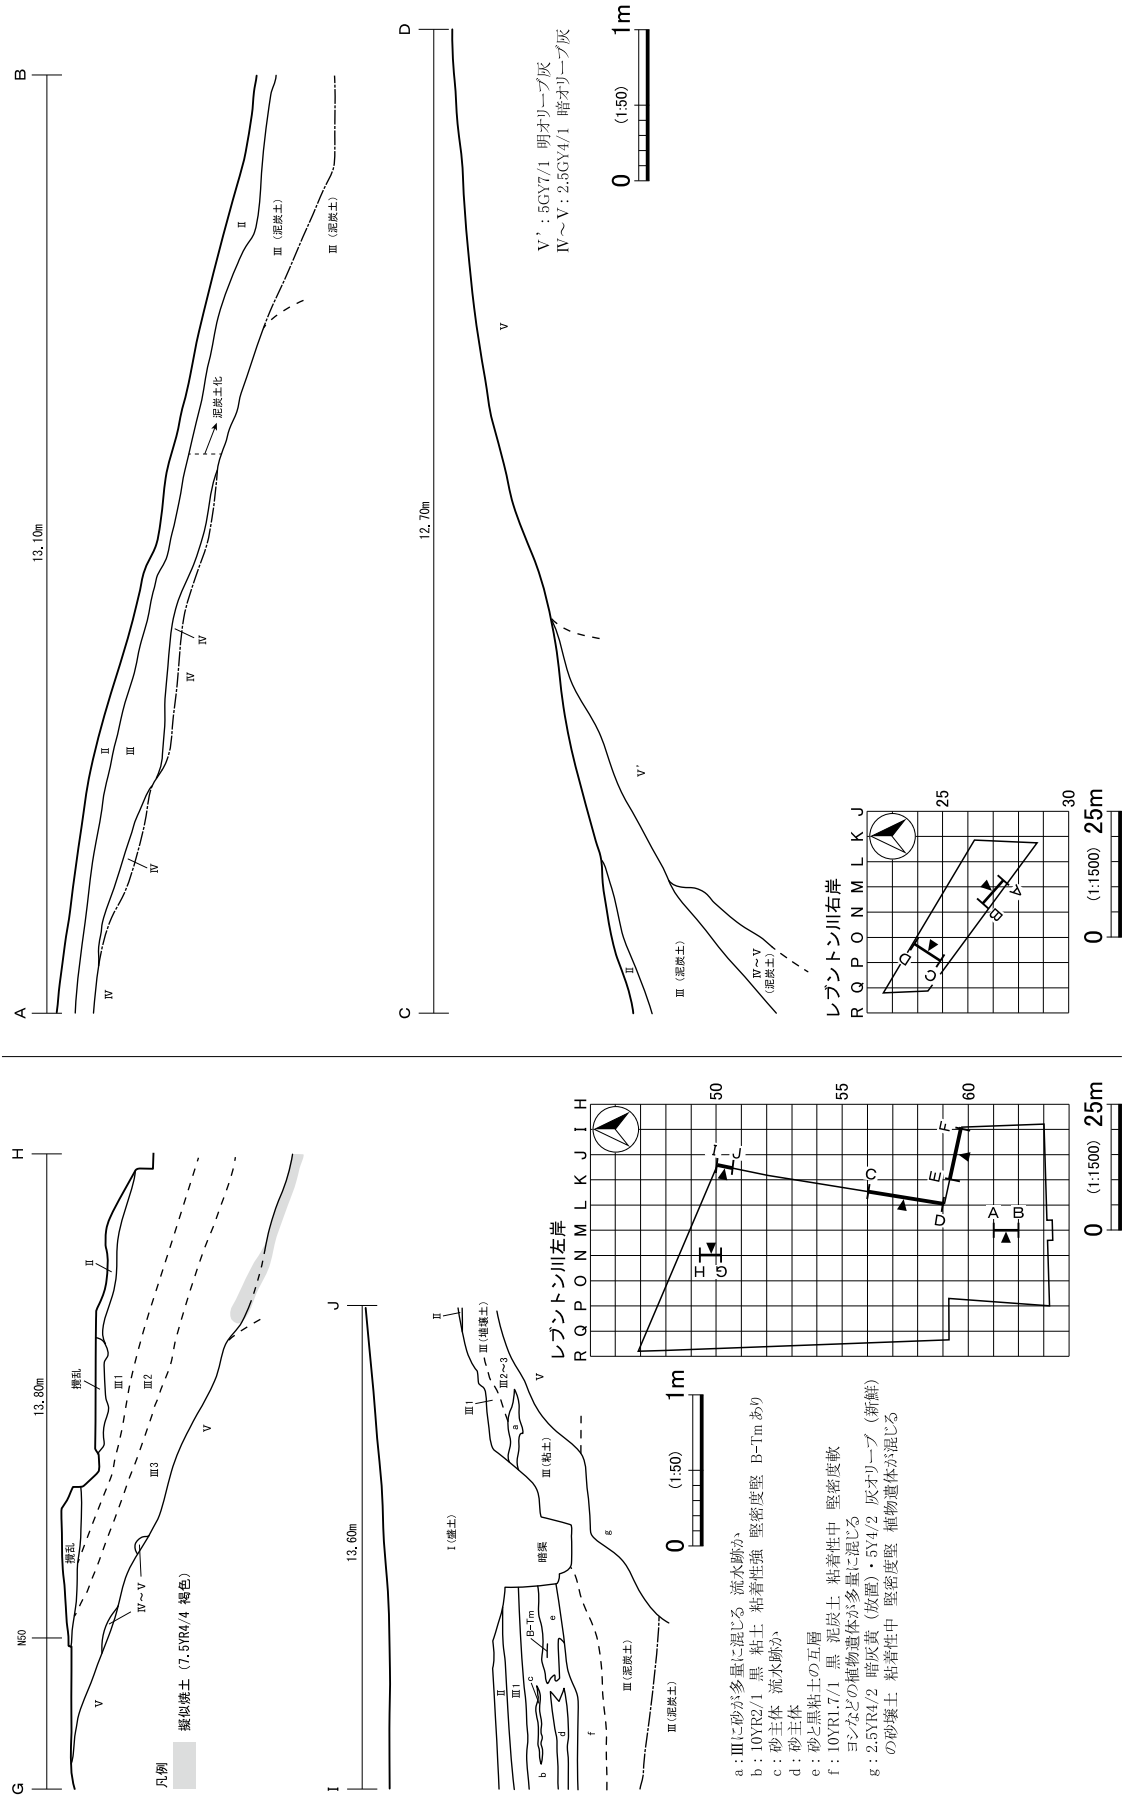 G
N50
13.80m
H
攪乱
攪乱
Ⅱ
Ⅲ1
Ⅲ2
Ⅲ3
Ⅴ
Ⅳ～Ⅴ
Ⅴ
凡例
擬似焼土（7.5YR4/4 褐色）
I
13.60m
J
Ⅰ(盛土)
Ⅱ
Ⅲ1
Ⅲ(埴壌土)
Ⅲ2～3
a
Ⅴ
Ⅲ(粘土)
暗渠
g
Ⅱ
Ⅲ1
B-Tm
c
e
b
d
f
Ⅲ(泥炭土)
Ⅲ(泥炭土)
a：Ⅲに砂が多量に混じる 流水跡か
b：10YR2/1 黒 粘土 粘着性強 堅密度堅 B-Tmあり
c：砂主体 流水跡か
d：砂主体
e：砂と黒粘土の互層
f：10YR1.7/1 黒 泥炭土 粘着性中 堅密度軟
ヨシなどの植物遺体が多量に混じる
g：2.5YR4/2 暗灰黄（放置）・5Y4/2 灰オリーブ（新鮮）
の砂壌土 粘着性中 堅密度堅 植物遺体が混じる
0 (1:50) 1m
レブントン川左岸
R Q P O N M L K J I H
50
55
60
I
J
H
G
C
D
E
F
A
B
0 (1:1500) 25m
A
13.10m
B
Ⅱ
Ⅲ
Ⅳ
Ⅳ
Ⅳ
Ⅳ
泥炭土化
Ⅱ
Ⅲ (泥炭土)
Ⅲ (泥炭土)
C
12.70m
D
Ⅴ
Ⅴ'
Ⅱ
Ⅲ (泥炭土)
Ⅳ～Ⅴ
(泥炭土)
Ⅴ'：5GY7/1 明オリーブ灰
Ⅳ～Ⅴ：2.5GY4/1 暗オリーブ灰
0 (1:50) 1m
レブントン川右岸
R Q P O N M L K J
25
30
D
C
B
A
0 (1:1500) 25m